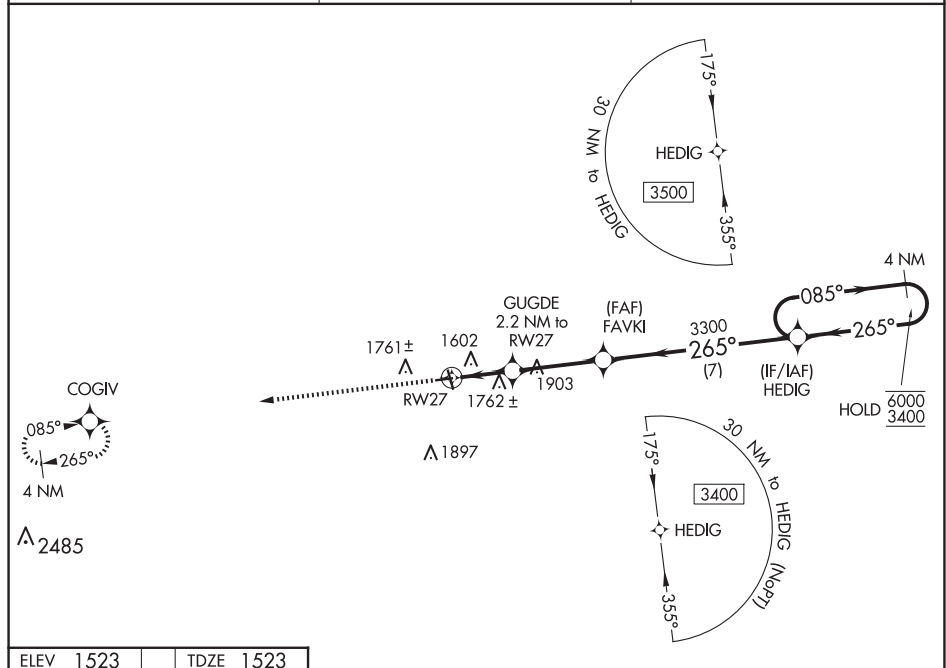 175°
30 NM to HEDIG
HEDIG
3500
355°
4 NM
085°
GUGDE
2.2 NM to
RW27
(FAF)
FAVKI
3300
265°
(7)
265°
(IF/IAF)
HEDIG
HOLD 6000
3400
1761±
1602
1903
RW27
1762 ±
COGIV
085°
265°
4 NM
1897
2485
175°
30 NM to HEDIG (NoPT)
3400
HEDIG
355°
ELEV 1523
TDZE 1523